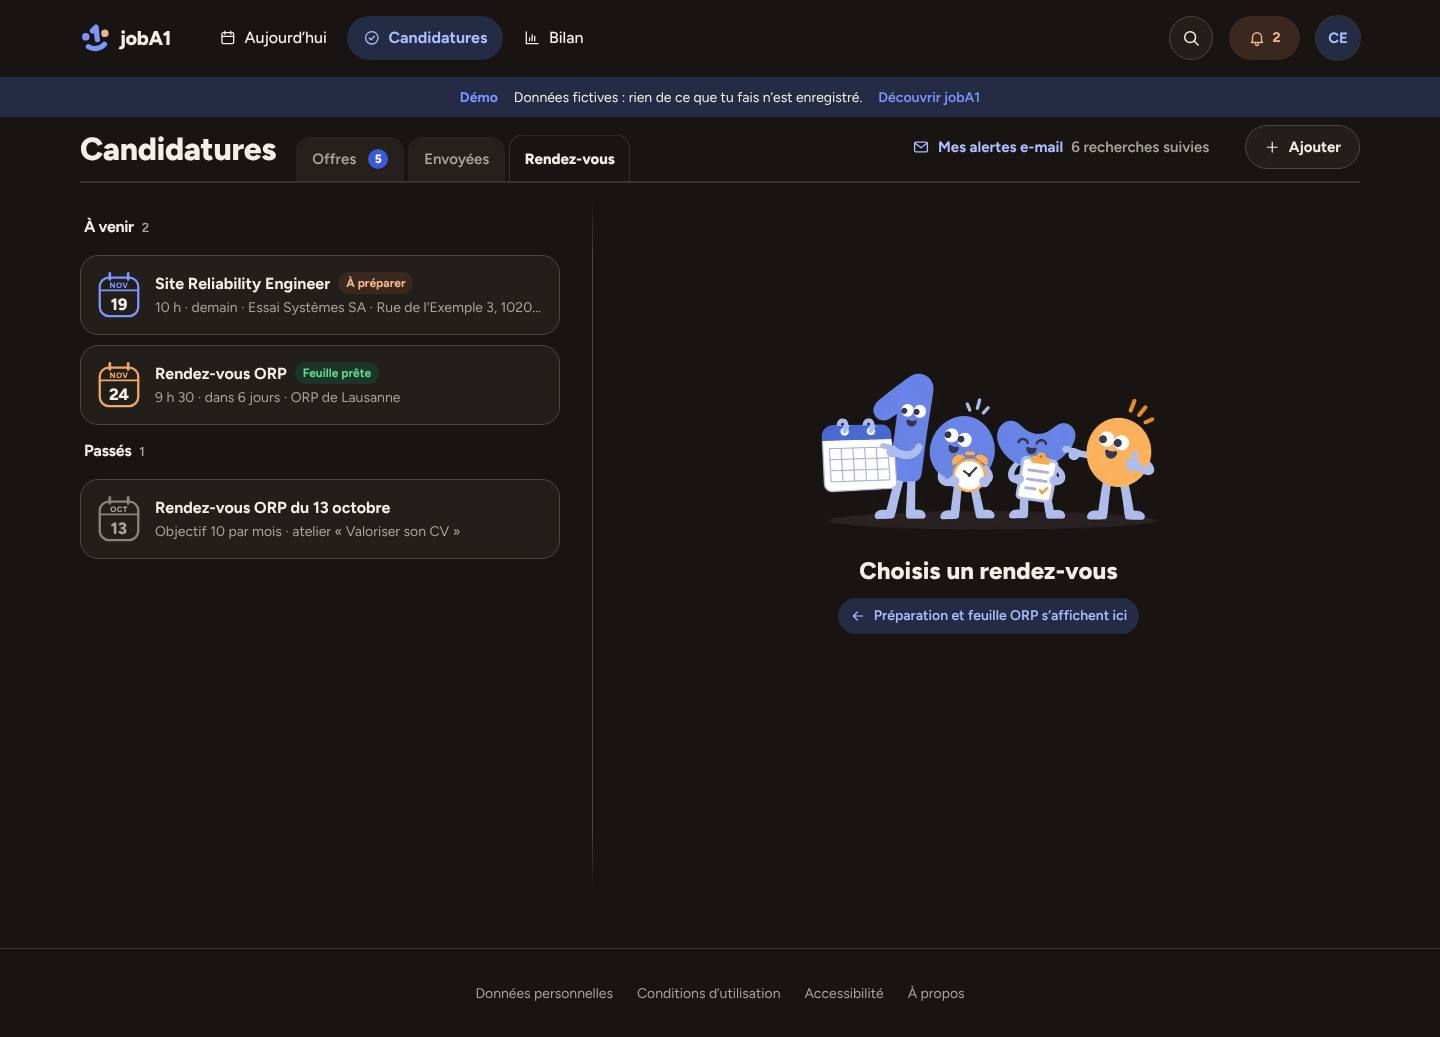 jobA1
Aujourd’hui
Candidatures
Bilan
2
CE
Démo Données fictives : rien de ce que tu fais n’est enregistré. Découvrir jobA1
Candidatures
Offres 5
Envoyées
Rendez-vous
Mes alertes e-mail 6 recherches suivies
Ajouter
À venir 2
NOV
19
Site Reliability Engineer À préparer
10 h · demain · Essai Systèmes SA · Rue de l'Exemple 3, 1020…
NOV
24
Rendez-vous ORP Feuille prête
9 h 30 · dans 6 jours · ORP de Lausanne
Passés 1
OCT
13
Rendez-vous ORP du 13 octobre
Objectif 10 par mois · atelier « Valoriser son CV »
Choisis un rendez-vous
Préparation et feuille ORP s’affichent ici
Données personnelles Conditions d’utilisation Accessibilité À propos